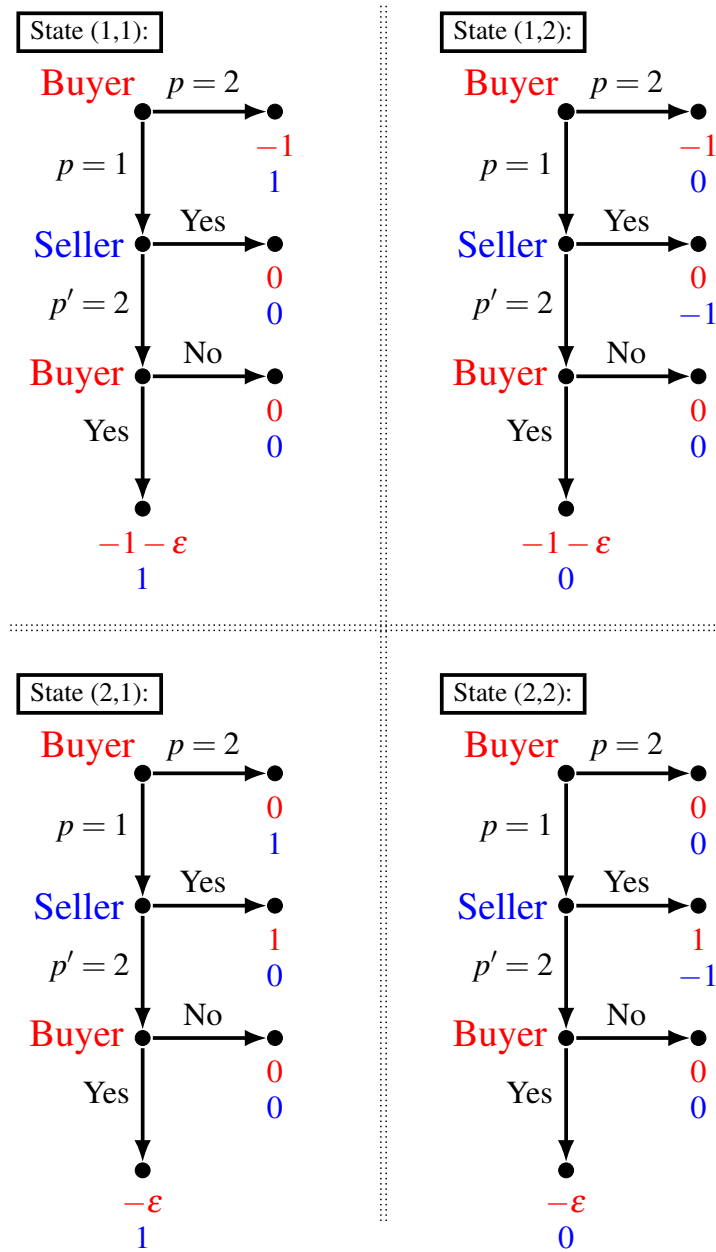 State (1,1):
Buyer p = 2
−1
1
p = 1
Seller Yes
0
0
p′ = 2
Buyer No
0
0
Yes
−1 − ε
1
State (1,2):
Buyer p = 2
−1
0
p = 1
Seller Yes
0
−1
p′ = 2
Buyer No
0
0
Yes
−1 − ε
0
State (2,1):
Buyer p = 2
0
1
p = 1
Seller Yes
1
0
p′ = 2
Buyer No
0
0
Yes
−ε
1
State (2,2):
Buyer p = 2
0
0
p = 1
Seller Yes
1
−1
p′ = 2
Buyer No
0
0
Yes
−ε
0